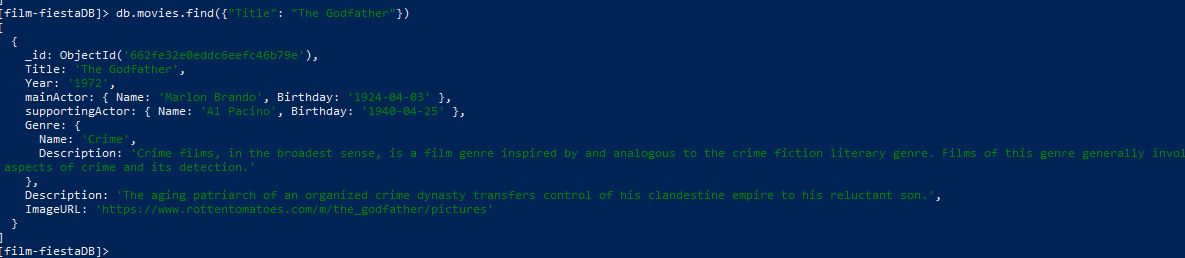 ]
[film-fiestaDB]> db.movies.find({"Title": "The Godfather"})
[
  {
    _id: ObjectId('662fe32e0eddc6eefc46b79e'),
    Title: 'The Godfather',
    Year: '1972',
    mainActor: { Name: 'Marlon Brando', Birthday: '1924-04-03' },
    supportingActor: { Name: 'Al Pacino', Birthday: '1940-04-25' },
    Genre: {
      Name: 'Crime',
      Description: 'Crime films, in the broadest sense, is a film genre inspired by and analogous to the crime fiction literary genre. Films of this genre generally invol
 aspects of crime and its detection.'
    },
    Description: 'The aging patriarch of an organized crime dynasty transfers control of his clandestine empire to his reluctant son.',
    ImageURL: 'https://www.rottentomatoes.com/m/the_godfather/pictures'
  }
]
[film-fiestaDB]>